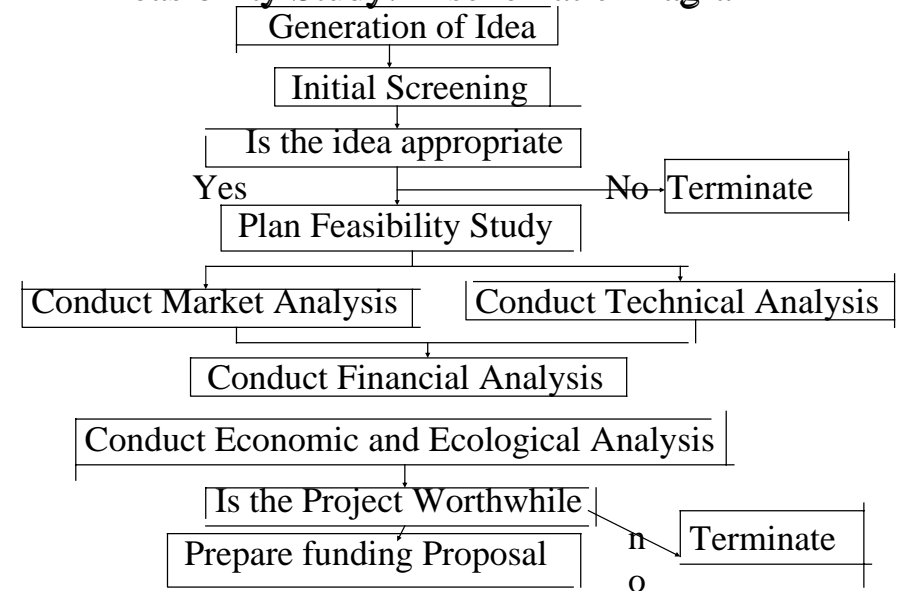 Study:
Generation of Idea
Initial Screening
Is the idea appropriate
Yes No Terminate
Plan Feasibility Study
Conduct Market Analysis Conduct Technical Analysis
Conduct Financial Analysis
Conduct Economic and Ecological Analysis
Is the Project Worthwhile
n Terminate
Prepare funding Proposal
o